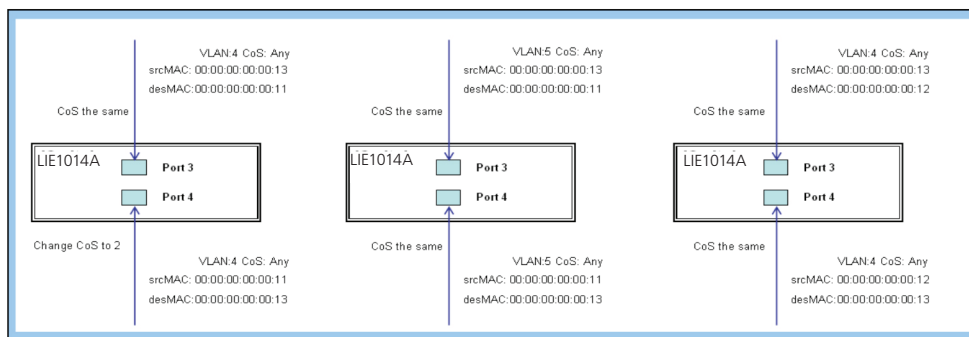 VLAN:4 CoS: Any
srcMAC: 00:00:00:00:00:13
desMAC:00:00:00:00:00:11
CoS the same
LIE1014A
Port 3
Port 4
Change CoS to 2
VLAN:4 CoS: Any
srcMAC: 00:00:00:00:00:11
desMAC:00:00:00:00:00:13
VLAN:5 CoS: Any
srcMAC: 00:00:00:00:00:13
desMAC:00:00:00:00:00:11
CoS the same
LIE1014A
Port 3
Port 4
CoS the same
VLAN:5 CoS: Any
srcMAC: 00:00:00:00:00:11
desMAC:00:00:00:00:00:13
VLAN:4 CoS: Any
srcMAC: 00:00:00:00:00:13
desMAC:00:00:00:00:00:12
CoS the same
LIE1014A
Port 3
Port 4
CoS the same
VLAN:4 CoS: Any
srcMAC: 00:00:00:00:00:12
desMAC:00:00:00:00:00:13